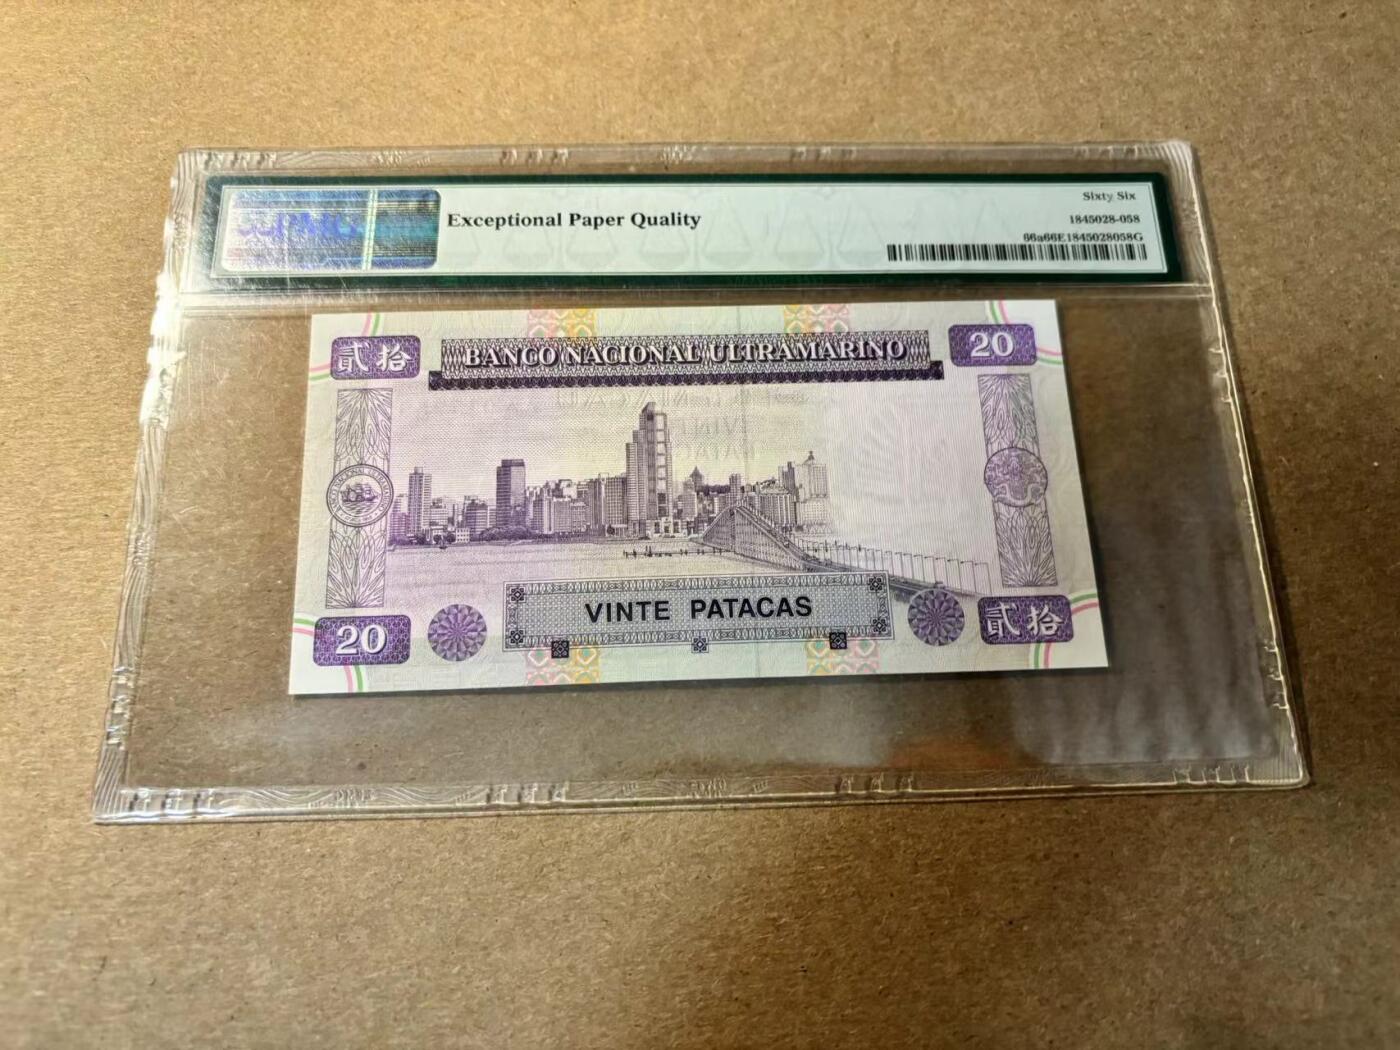 PMG
Exceptional Paper Quality
Sixty Six
1845028-058
66a66E1845028058G
貳拾
BANCO NACIONAL ULTRAMARINO
20
VINTE PATACAS
20
貳拾